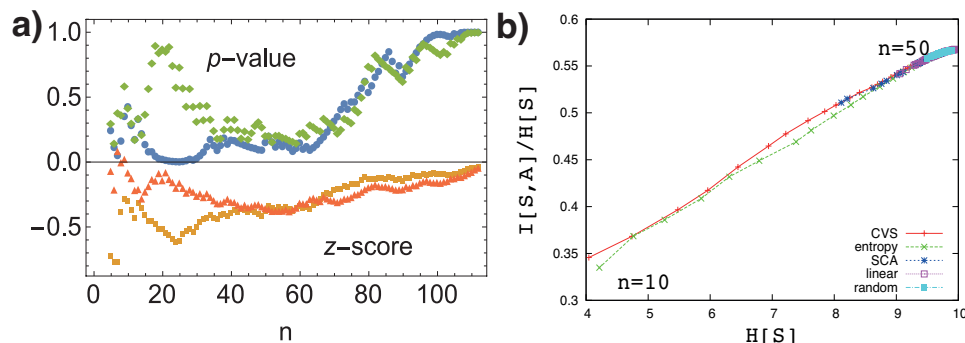 a)
1.0
0.5
0.0
−0.5
p-value
z-score
0 20 40 60 80 100
n
b)
0.6
0.55
0.5
0.45
0.4
0.35
0.3
I[S,A]/H[S]
n=50
n=10
CVS
entropy
SCA
linear
random
4 5 6 7 8 9 10
H[S]